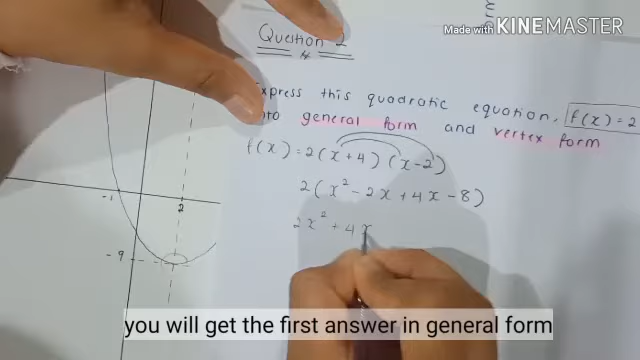 Made with KINEMASTER
Question 2
express this quadratic equation, f(x) = 2
into general form and vertex form
f(x) = 2 (x + 4) (x - 2)
2 (x² - 2x + 4x - 8)
2x² + 4x
-1
2
-9
you will get the first answer in general form